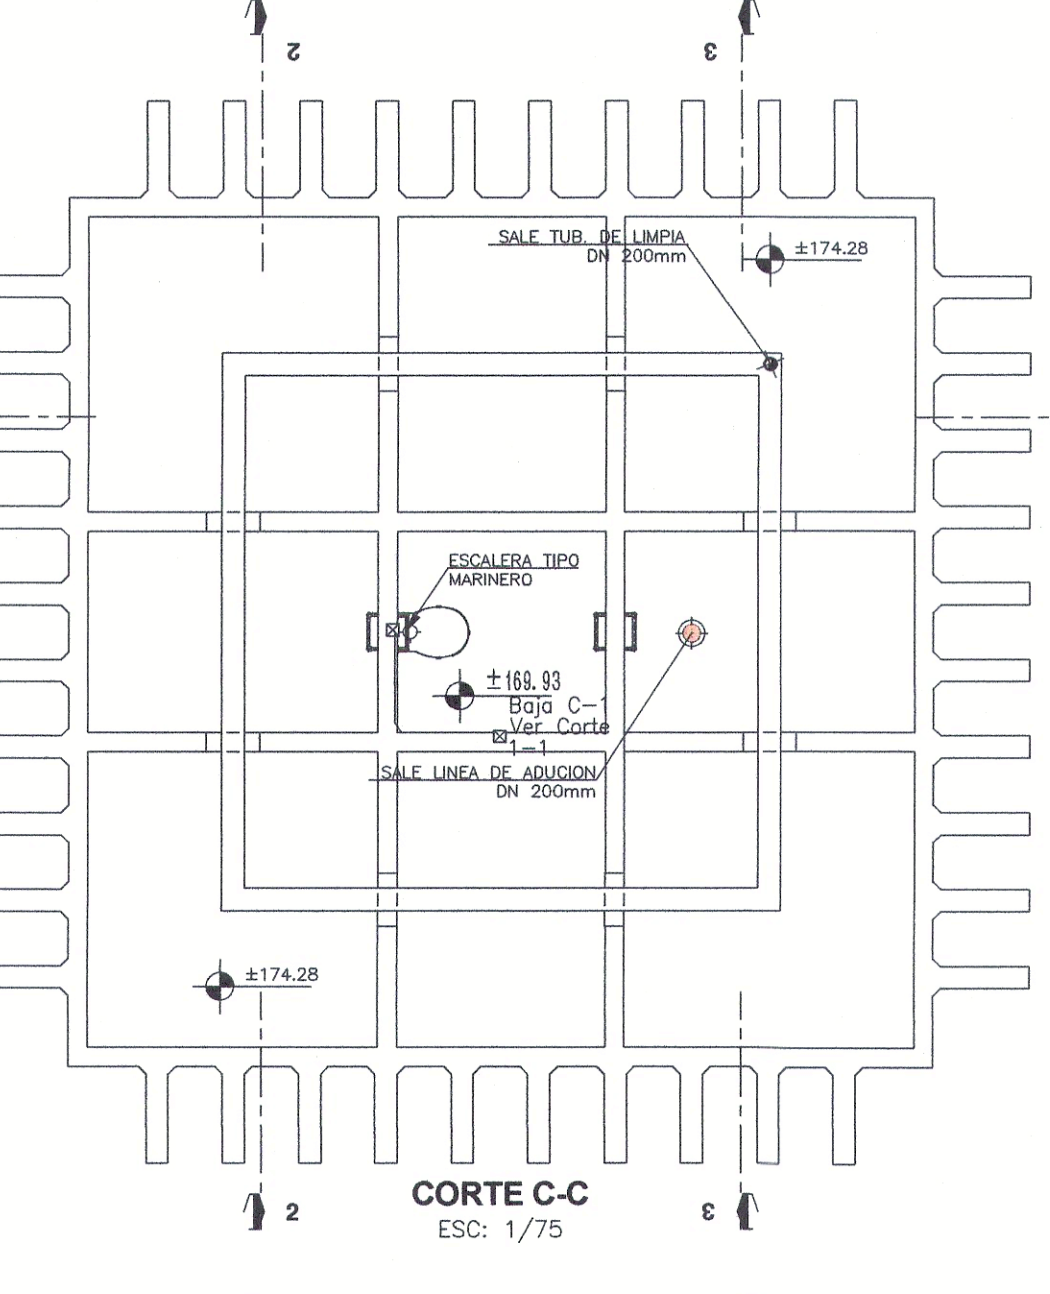 2
3
SALE TUB. DE LIMPIA
DN 200mm
±174.28
ESCALERA TIPO
MARINERO
±169.93
Baja C-1
Ver Corte
1-1
SALE LINEA DE ADUCION
DN 200mm
±174.28
2
3
CORTE C-C
ESC: 1/75